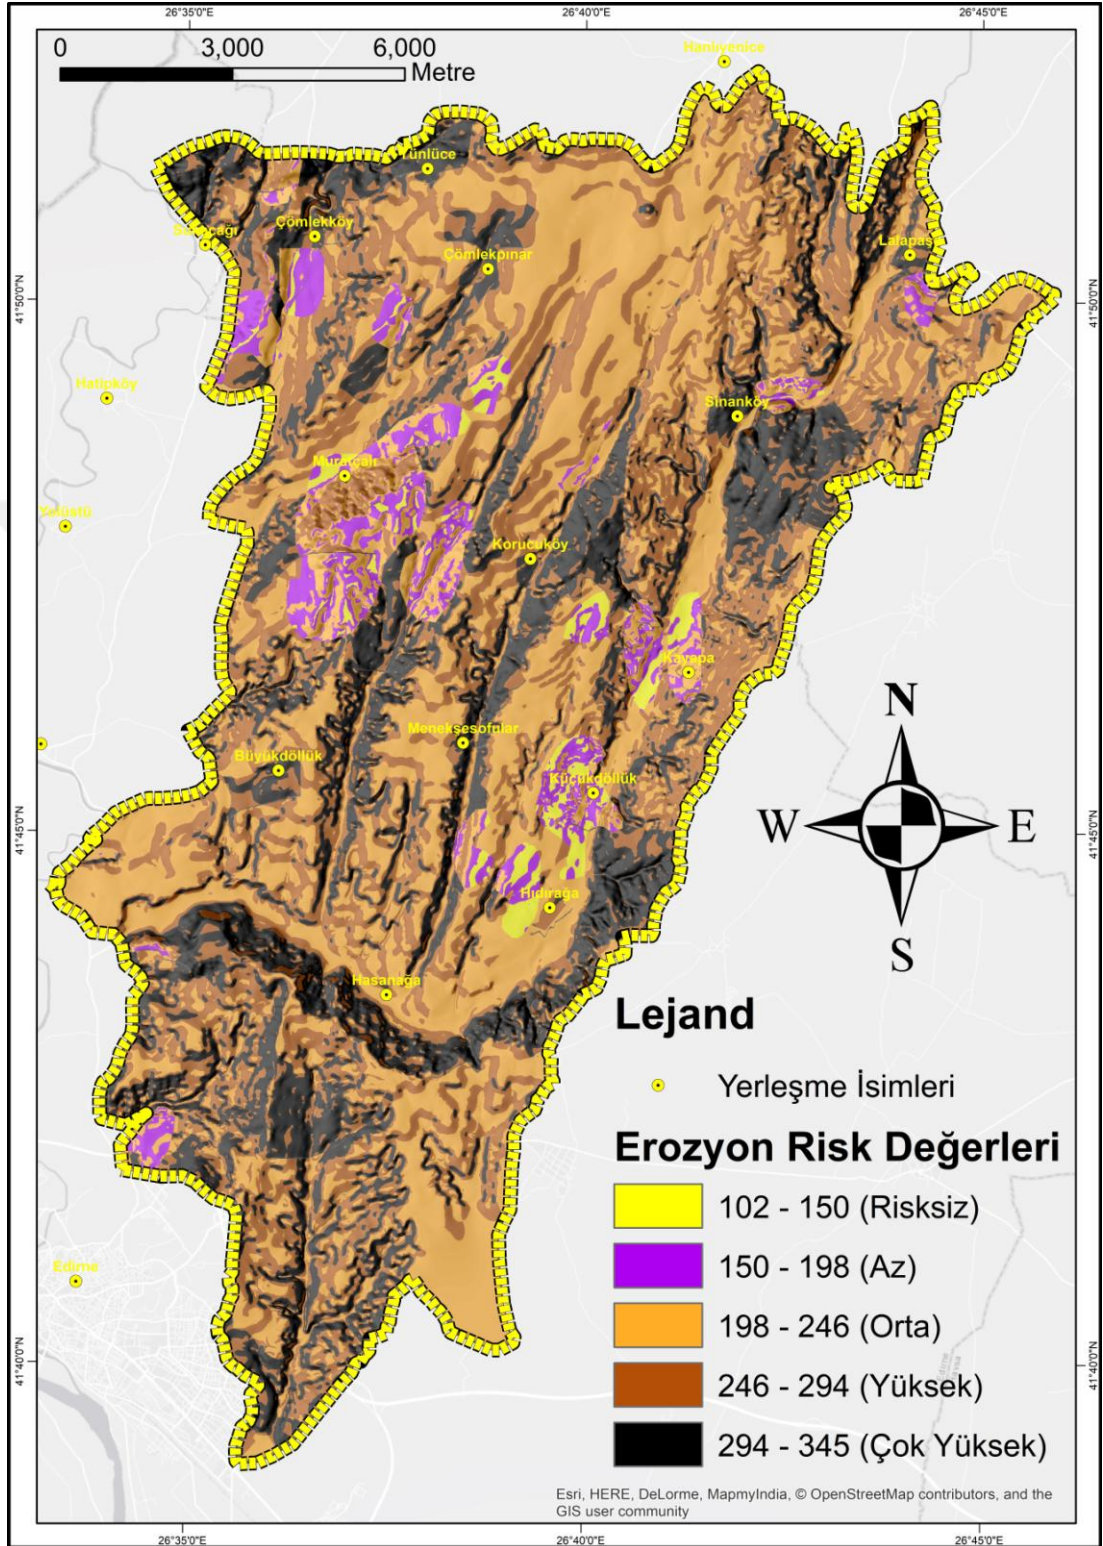 26°35'0"E
26°40'0"E
26°45'0"E
0
3,000
6,000
Metre
Hanlıyenice
Yünlüce
Çömlekköy
Lalapaşa
Çömlekpınar
41°50'0"N
41°50'0"N
Hatipköy
Sinanköy
Muratçalı
Yolüstü
Korucuköy
Kayapa
N
Menekşesofular
Büyükdöllük
Küçükdöllük
W
E
41°45'0"N
41°45'0"N
Hıdırağa
S
Hasanağa
Lejand
Yerleşme İsimleri
Erozyon Risk Değerleri
102 - 150 (Risksiz)
150 - 198 (Az)
Edirne
198 - 246 (Orta)
41°40'0"N
41°40'0"N
246 - 294 (Yüksek)
294 - 345 (Çok Yüksek)
Esri, HERE, DeLorme, MapmyIndia, © OpenStreetMap contributors, and the
GIS user community
26°35'0"E
26°40'0"E
26°45'0"E